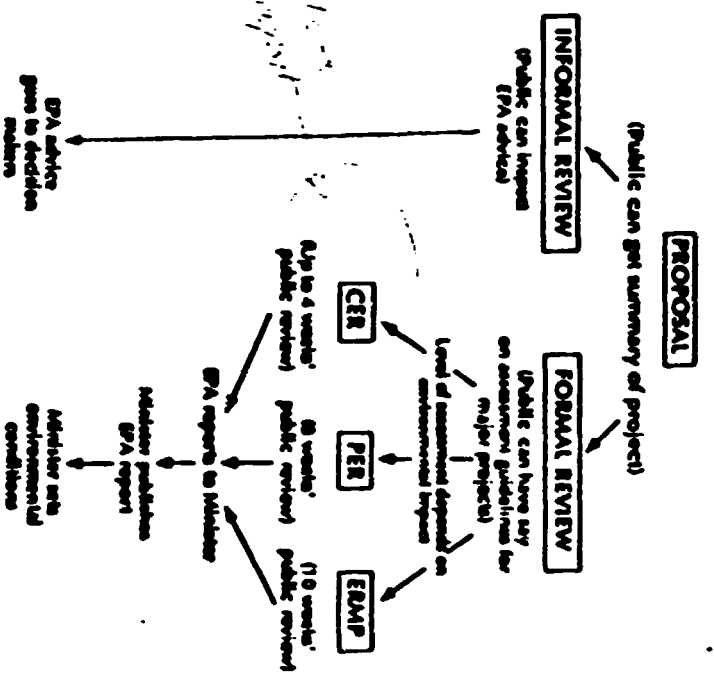 PROPOSAL
(Public can get summary of project)
INFORMAL REVIEW
(Public can inspect
EPA advice)
EPA advice
goes to decision
makers
FORMAL REVIEW
(Public can have say
on assessment guidelines for
major projects)
Level of assessment depends on
environmental impact
CER
(Up to 4 weeks'
public review)
PER
(8 weeks'
public review)
ERMP
(10 weeks'
public review)
EPA reports to Minister
Minister publishes
EPA report
Minister sets
environmental
conditions